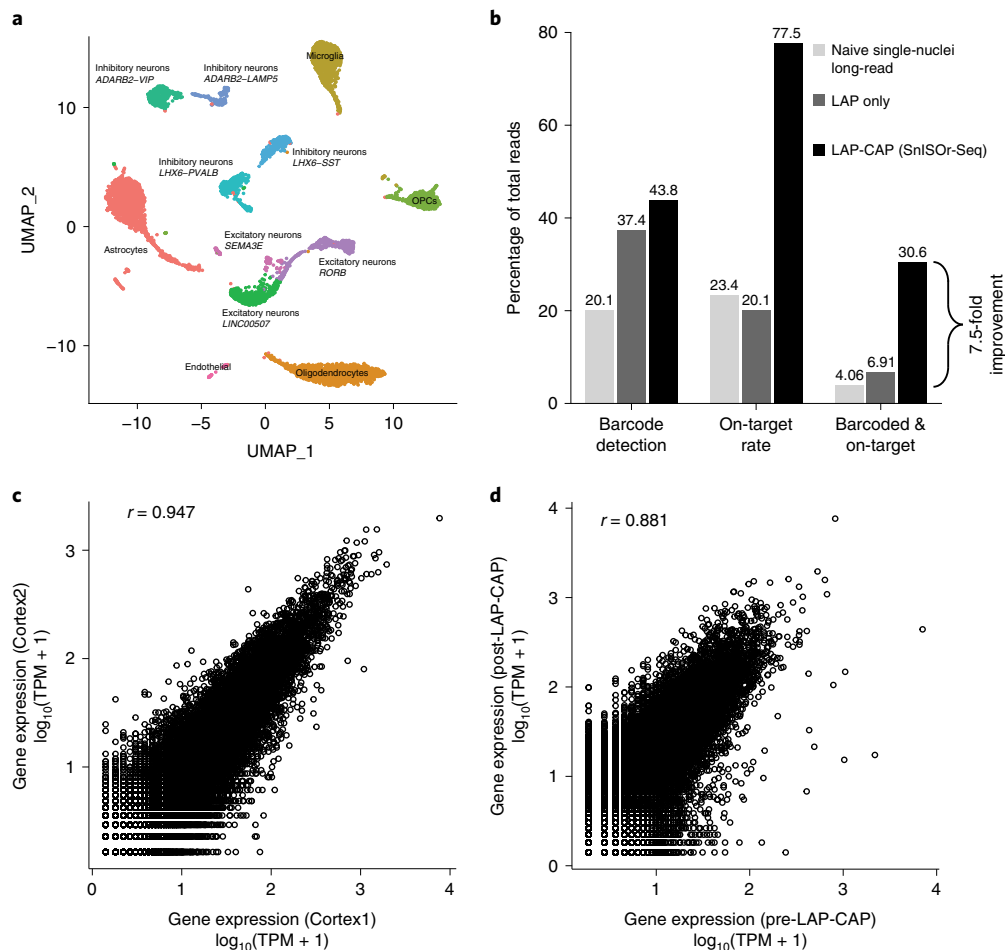 a
Inhibitory neurons
ADARB2–VIP
Inhibitory neurons
ADARB2–LAMP5
Microglia
Inhibitory neurons
LHX6–SST
Inhibitory neurons
LHX6–PVALB
OPCs
Astrocytes
Excitatory neurons
SEMA3E
Excitatory neurons
RORB
Excitatory neurons
LINC00507
Endothelial
Oligodendrocytes
10
0
−10
UMAP_2
−10
−5
0
5
10
UMAP_1
b
80
60
40
20
0
Percentage of total reads
20.1
37.4
43.8
23.4
20.1
77.5
4.06
6.91
30.6
Naive single-nuclei
long-read
LAP only
LAP-CAP (SnISOr-Seq)
7.5-fold
improvement
Barcode
detection
On-target
rate
Barcoded &
on-target
c
r = 0.947
3
2
1
Gene expression (Cortex2)
log10(TPM + 1)
0
1
2
3
4
Gene expression (Cortex1)
log10(TPM + 1)
d
r = 0.881
4
3
2
1
0
Gene expression (post-LAP-CAP)
log10(TPM + 1)
1
2
3
4
Gene expression (pre-LAP-CAP)
log10(TPM + 1)